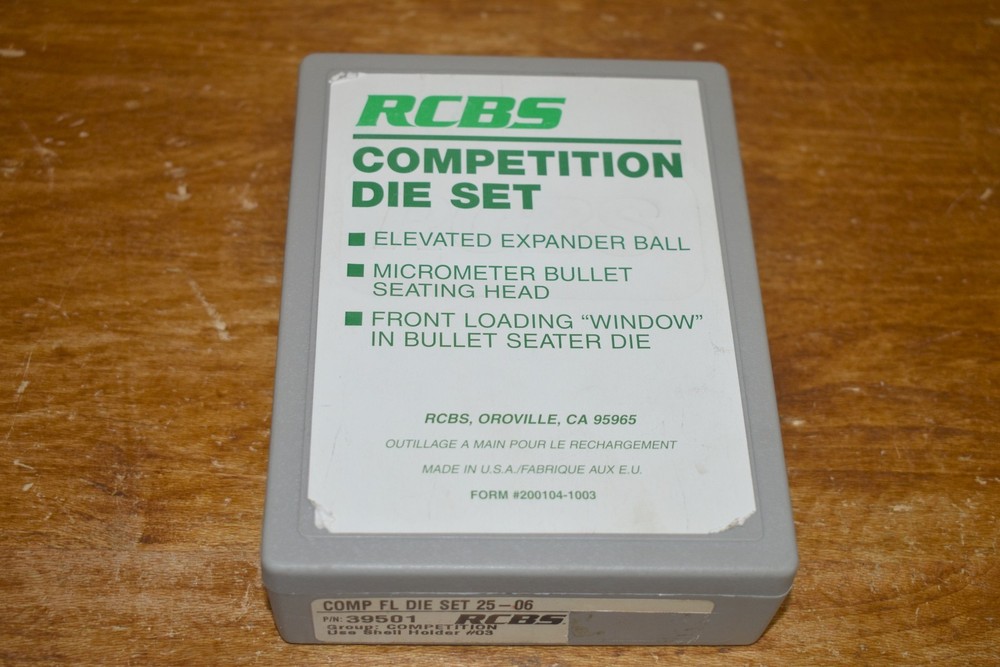 RCBS
COMPETITION
DIE SET
ELEVATED EXPANDER BALL
MICROMETER BULLET
SEATING HEAD
FRONT LOADING “WINDOW”
IN BULLET SEATER DIE
RCBS, OROVILLE, CA 95965
OUTILLAGE A MAIN POUR LE RECHARGEMENT
MADE IN U.S.A./FABRIQUE AUX E.U.
FORM #200104-1003
COMP FL DIE SET 25-06
P/N: 39501 RCBS.
Group: COMPETITION
Use Shell Holder #03